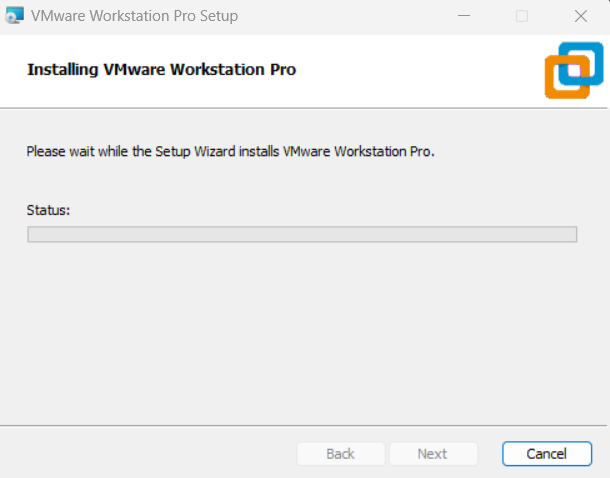 VMware Workstation Pro Setup
Installing VMware Workstation Pro
Please wait while the Setup Wizard installs VMware Workstation Pro.
Status:
Back Next Cancel